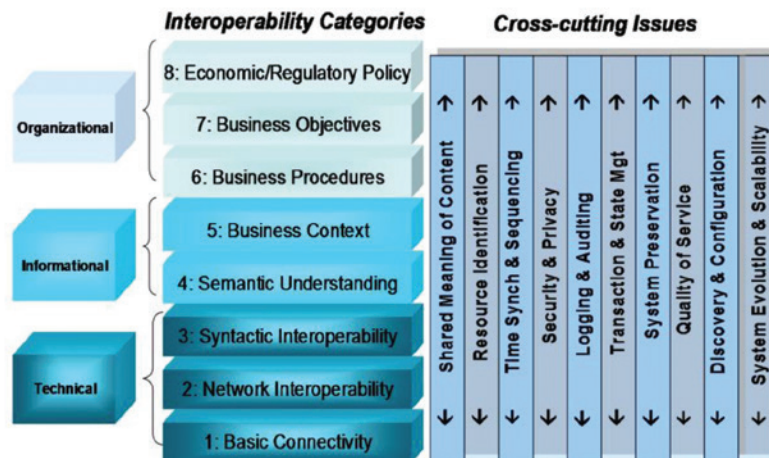 Interoperability Categories
Cross-cutting Issues
Organizational
8: Economic/Regulatory Policy
7: Business Objectives
6: Business Procedures
Informational
5: Business Context
4: Semantic Understanding
Technical
3: Syntactic Interoperability
2: Network Interoperability
1: Basic Connectivity
Shared Meaning of Content
Resource Identification
Time Synch & Sequencing
Security & Privacy
Logging & Auditing
Transaction & State Mgt
System Preservation
Quality of Service
Discovery & Configuration
System Evolution & Scalability